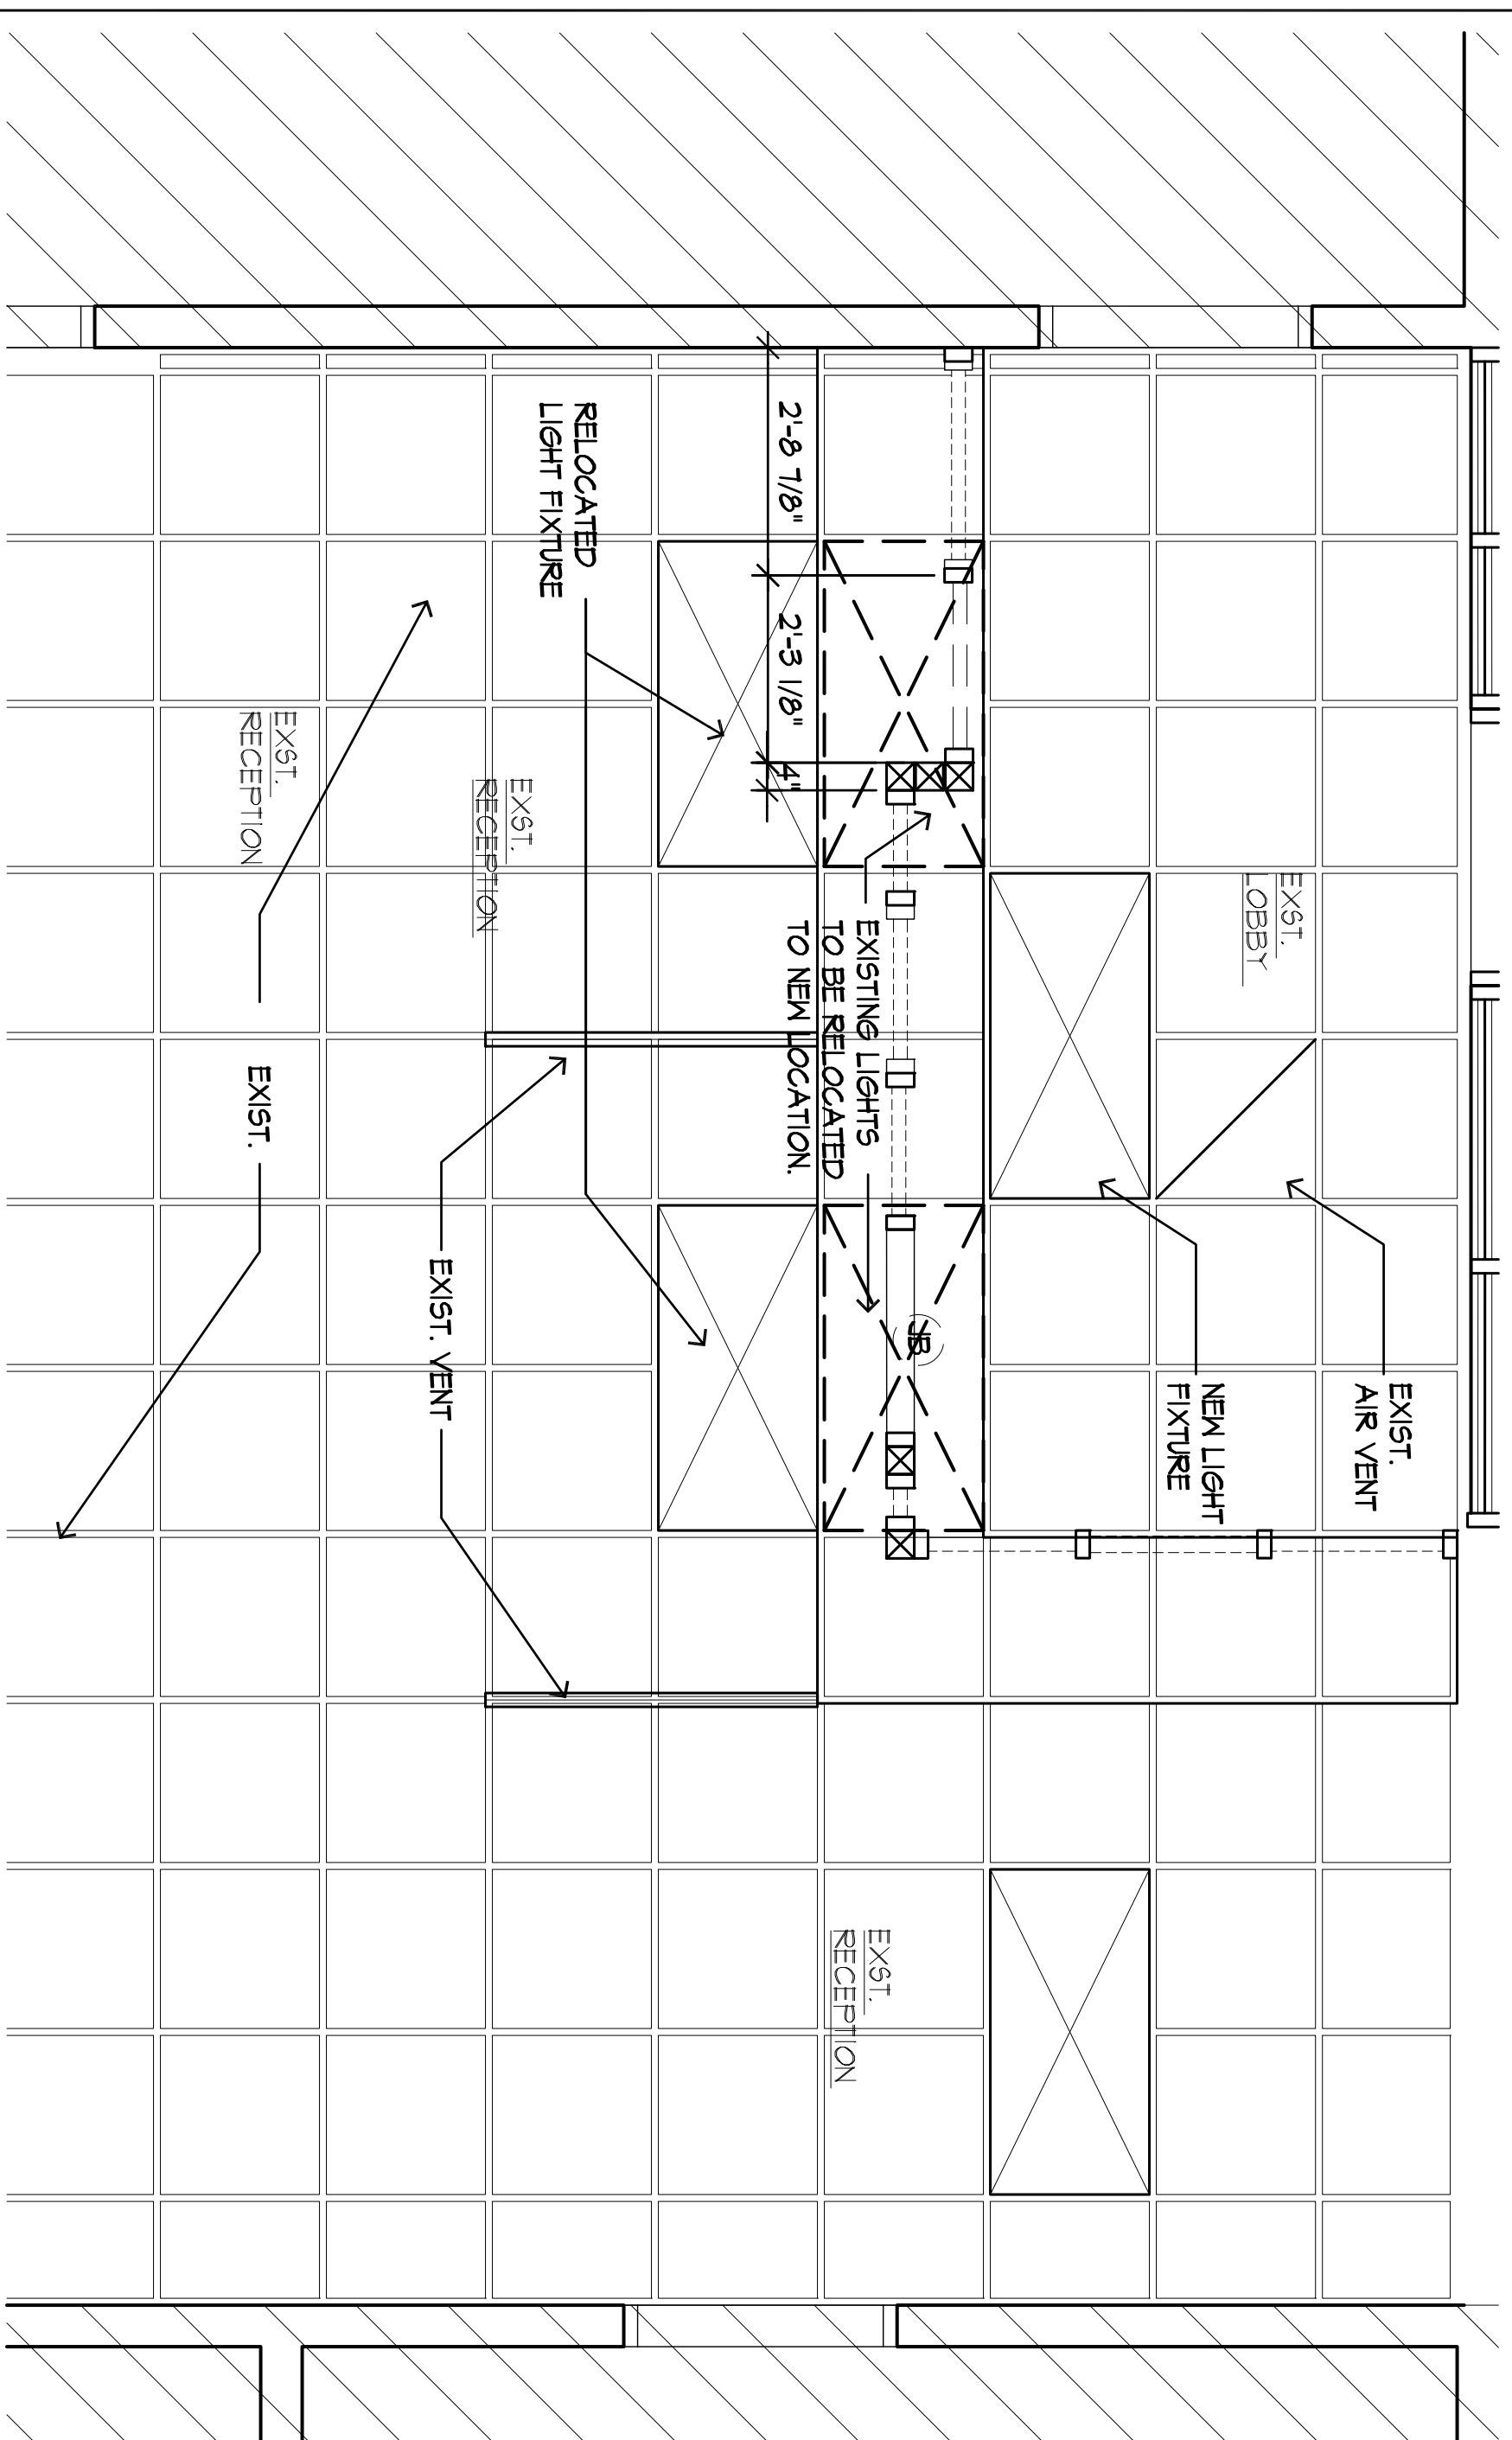 EXIST.
AIR VENT
NEW LIGHT
FIXTURE
EXST.
LOBBY
2'-8 7/8"
2'-3 1/8"
4"
EXISTING LIGHTS
TO BE RELOCATED
TO NEW LOCATION.
JB
EXST.
RECEPTION
RELOCATED
LIGHT FIXTURE
EXST.
RECEPTION
EXIST. VENT
EXST.
RECEPTION
EXIST.